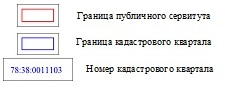 Граница публичного сервитута
Граница кадастрового квартала
78:38:0011103 Номер кадастрового квартала